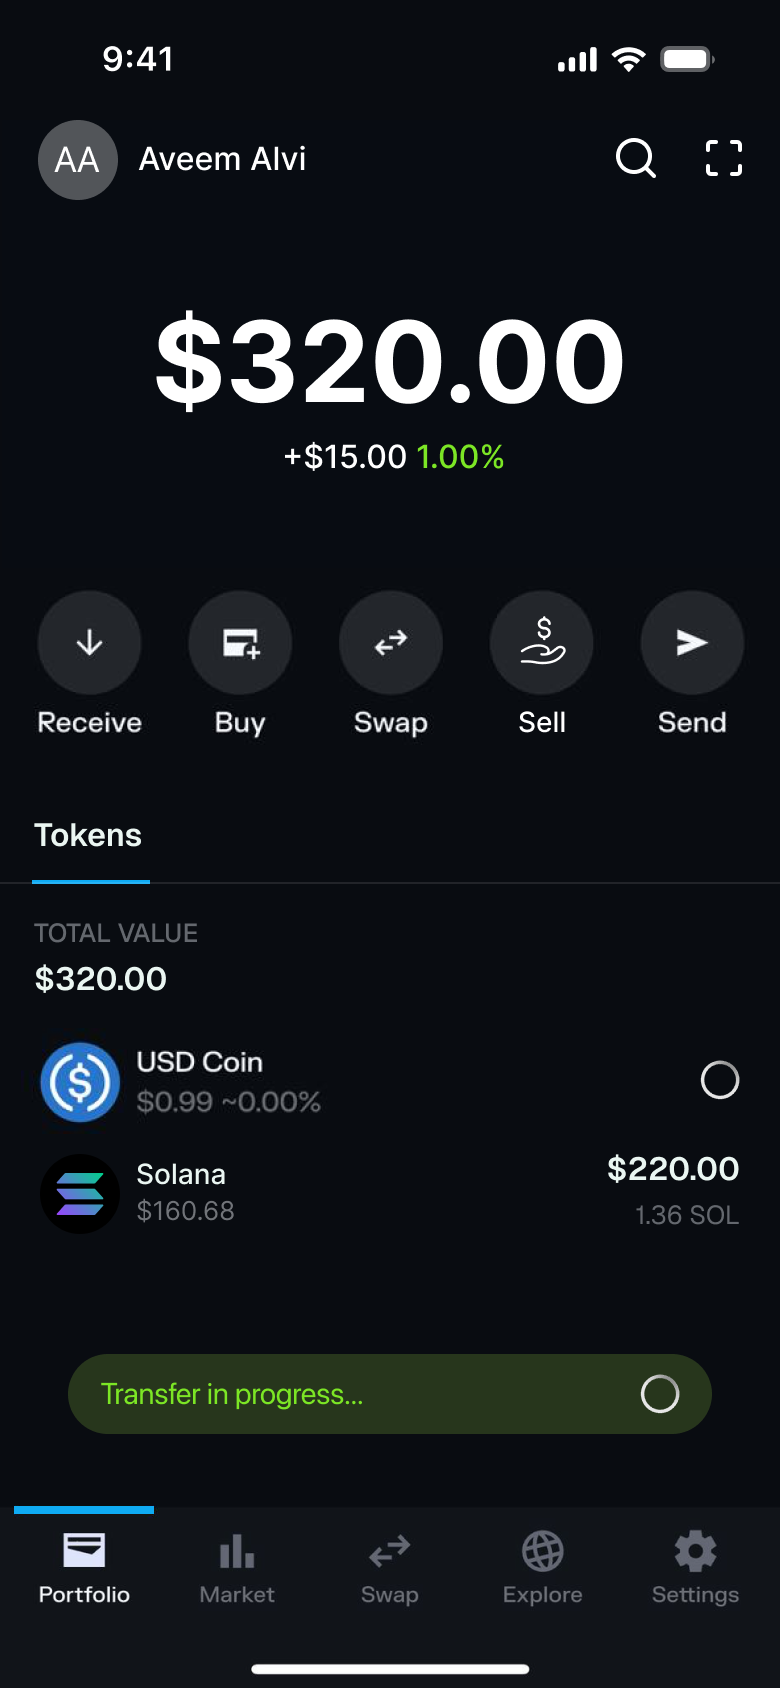 9:41
AA Aveem Alvi
$320.00
+$15.00 1.00%
Receive Buy Swap Sell Send
Tokens
TOTAL VALUE
$320.00
USD Coin
$0.99 ~0.00%
Solana $220.00
$160.68 1.36 SOL
Transfer in progress...
Portfolio Market Swap Explore Settings